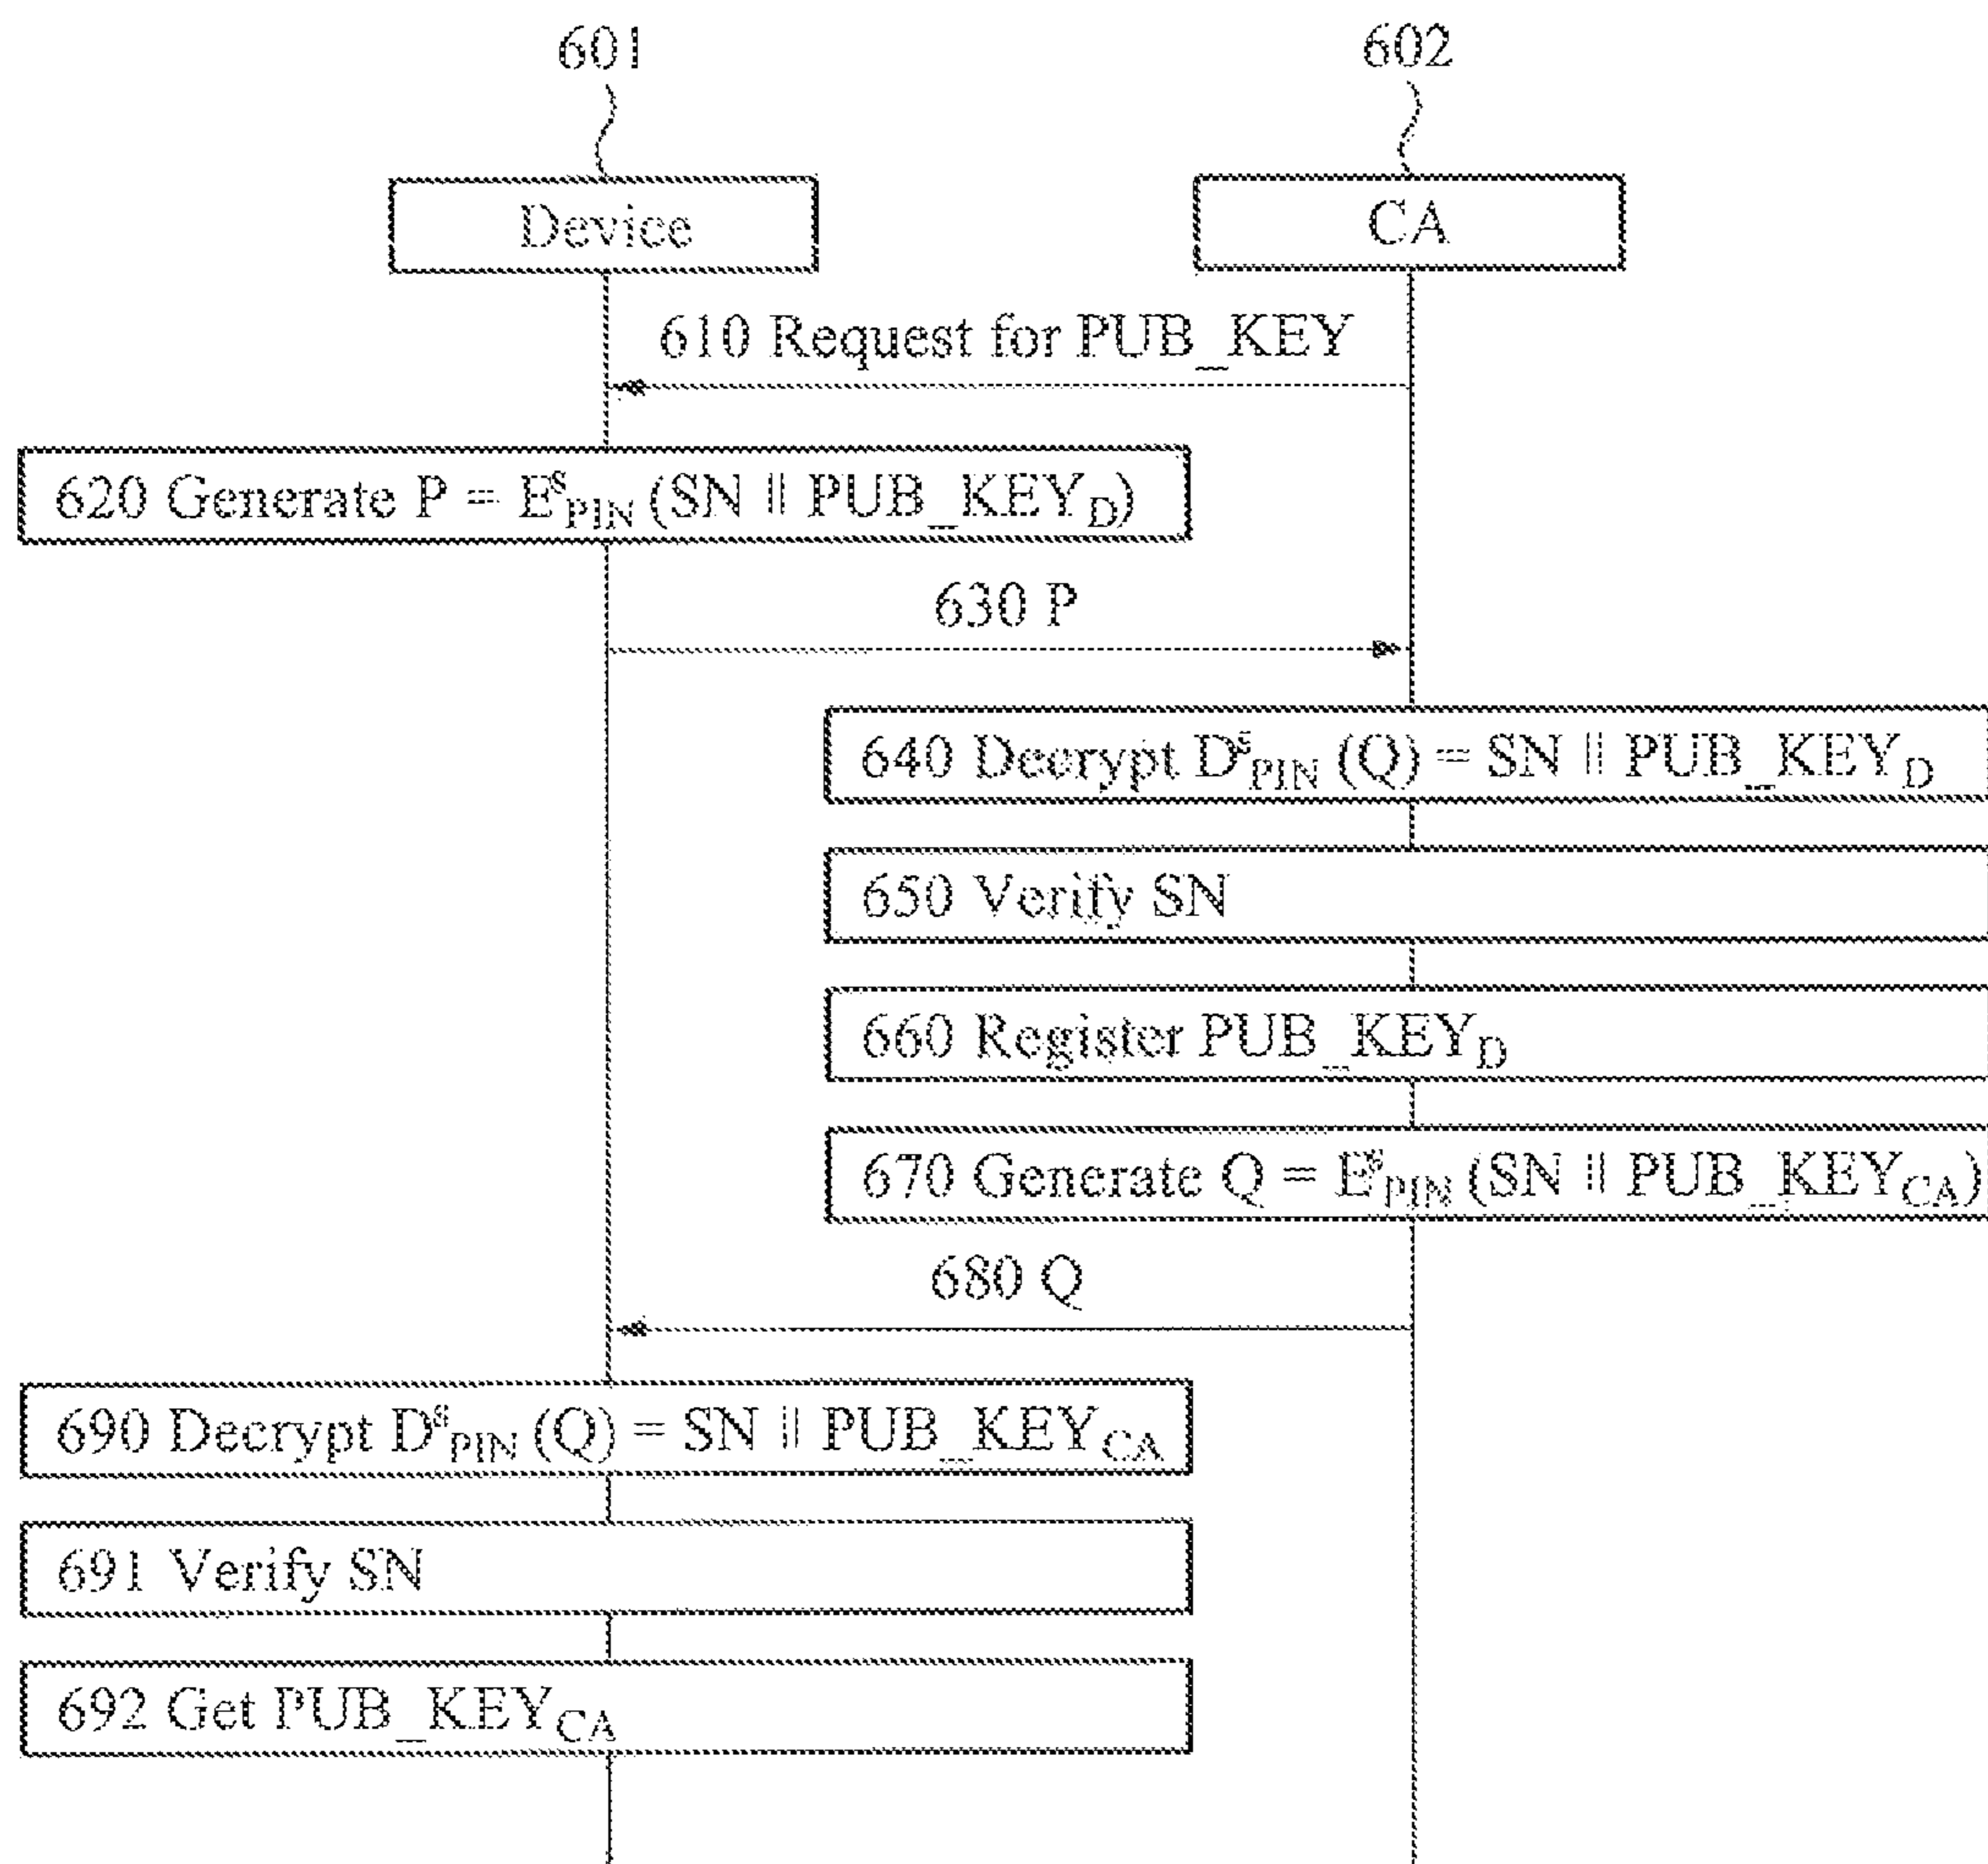 601
602
Device
CA
610 Request for PUB_KEY
620 Generate P = E^s_PIN (SN || PUB_KEY_D)
630 P
640 Decrypt D^s_PIN (Q) = SN || PUB_KEY_D
650 Verify SN
660 Register PUB_KEY_D
670 Generate Q = E^s_PIN (SN || PUB_KEY_CA)
680 Q
690 Decrypt D^s_PIN (Q) = SN || PUB_KEY_CA
691 Verify SN
692 Get PUB_KEY_CA